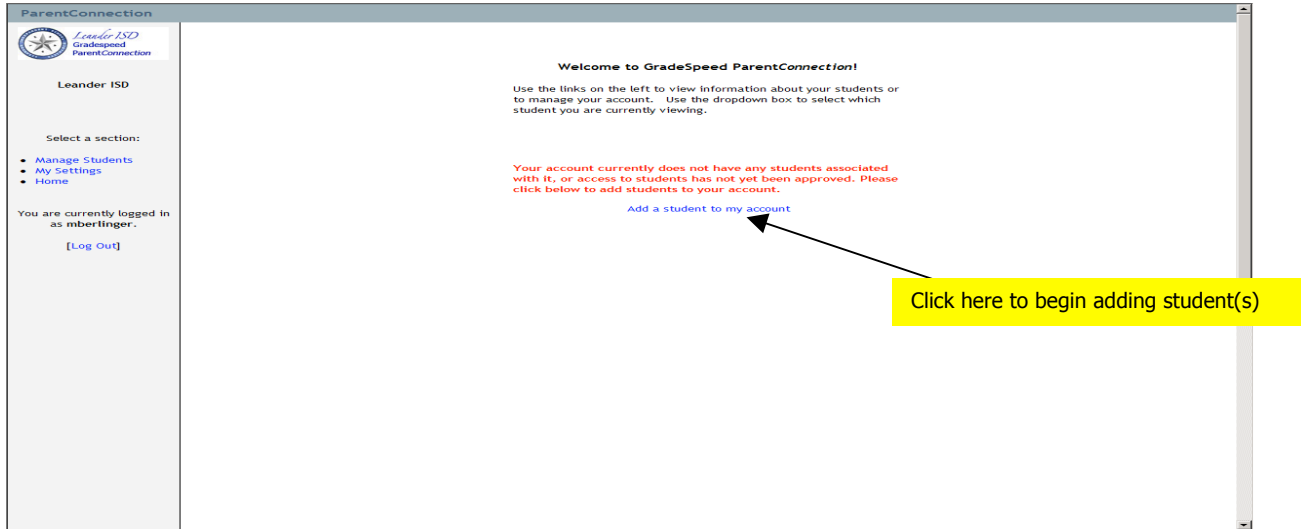 ParentConnection
Leander ISD
Gradespeed
ParentConnection
Leander ISD
Select a section:
Manage Students
My Settings
Home
You are currently logged in
as mberlinger.
[Log Out]
Welcome to GradeSpeed ParentConnection!
Use the links on the left to view information about your students or
to manage your account. Use the dropdown box to select which
student you are currently viewing.
Your account currently does not have any students associated
with it, or access to students has not yet been approved. Please
click below to add students to your account.
Add a student to my account
Click here to begin adding student(s)